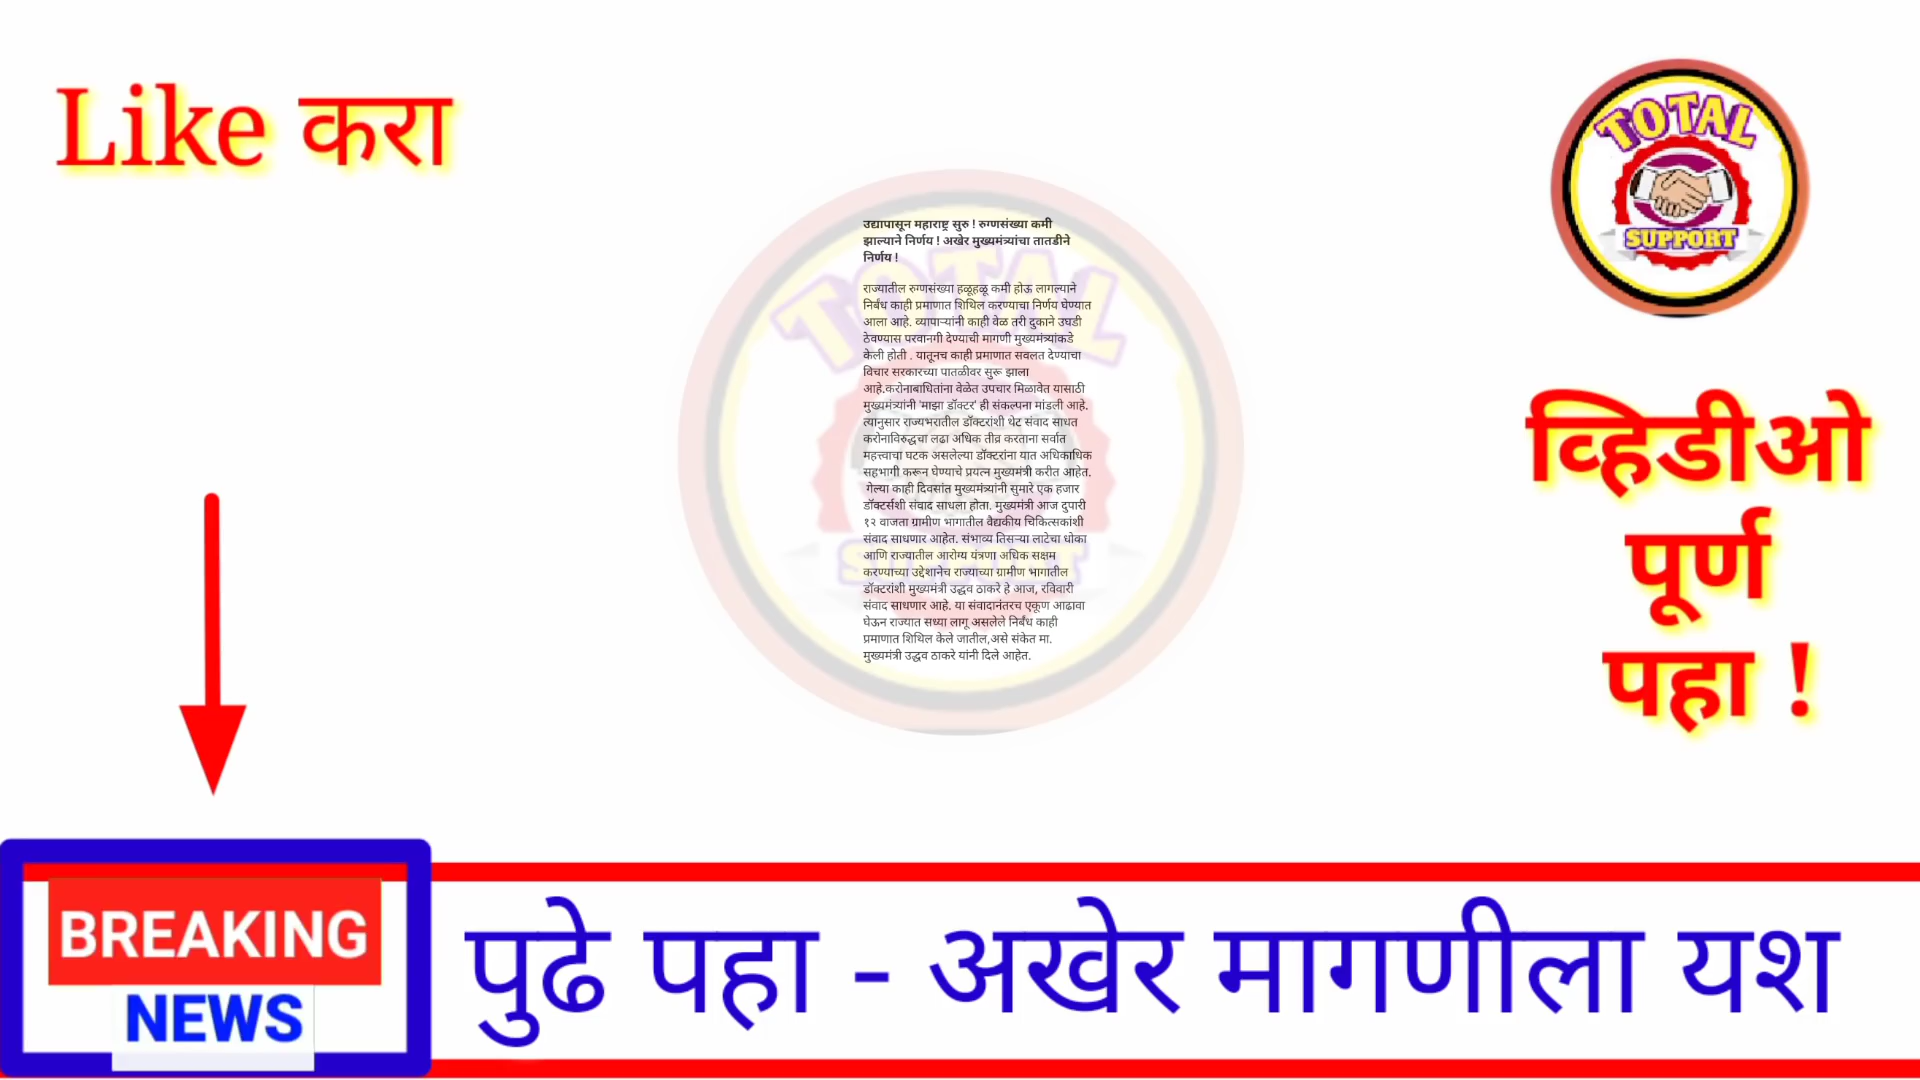 Like करा
TOTAL
SUPPORT
उद्यापासून महाराष्ट्र सुरु ! रुग्णसंख्या कमी
झाल्याने निर्णय ! अखेर मुख्यमंत्र्यांचा तातडीने
निर्णय !
राज्यातील रुग्णसंख्या हळूहळू कमी होऊ लागल्याने
निर्बंध काही प्रमाणात शिथिल करण्याचा निर्णय घेण्यात
आला आहे. व्यापाऱ्यांनी काही वेळ तरी दुकाने उघडी
ठेवण्यास परवानगी देण्याची मागणी मुख्यमंत्र्यांकडे
केली होती . यातूनच काही प्रमाणात सवलत देण्याचा
विचार सरकारच्या पातळीवर सुरू झाला
आहे.करोनाबाधितांना वेळेत उपचार मिळावेत यासाठी
मुख्यमंत्र्यांनी 'माझा डॉक्टर' ही संकल्पना मांडली आहे.
त्यानुसार राज्यभरातील डॉक्टरांशी थेट संवाद साधत
करोनाविरुद्धचा लढा अधिक तीव्र करताना सर्वात
महत्त्वाचा घटक असलेल्या डॉक्टरांना यात अधिकाधिक
सहभागी करून घेण्याचे प्रयत्न मुख्यमंत्री करीत आहेत.
गेल्या काही दिवसांत मुख्यमंत्र्यांनी सुमारे एक हजार
डॉक्टर्सशी संवाद साधला होता. मुख्यमंत्री आज दुपारी
१२ वाजता ग्रामीण भागातील वैद्यकीय चिकित्सकांशी
संवाद साधणार आहेत. संभाव्य तिसऱ्या लाटेचा धोका
आणि राज्यातील आरोग्य यंत्रणा अधिक सक्षम
करण्याच्या उद्देशानेच राज्याच्या ग्रामीण भागातील
डॉक्टरांशी मुख्यमंत्री उद्धव ठाकरे हे आज, रविवारी
संवाद साधणार आहे. या संवादानंतरच एकूण आढावा
घेऊन राज्यात सध्या लागू असलेले निर्बंध काही
प्रमाणात शिथिल केले जातील,असे संकेत मा.
मुख्यमंत्री उद्धव ठाकरे यांनी दिले आहेत.
TOTAL
SUPPORT
व्हिडीओ
पूर्ण
पहा !
BREAKING
NEWS
पुढे पहा - अखेर मागणीला यश